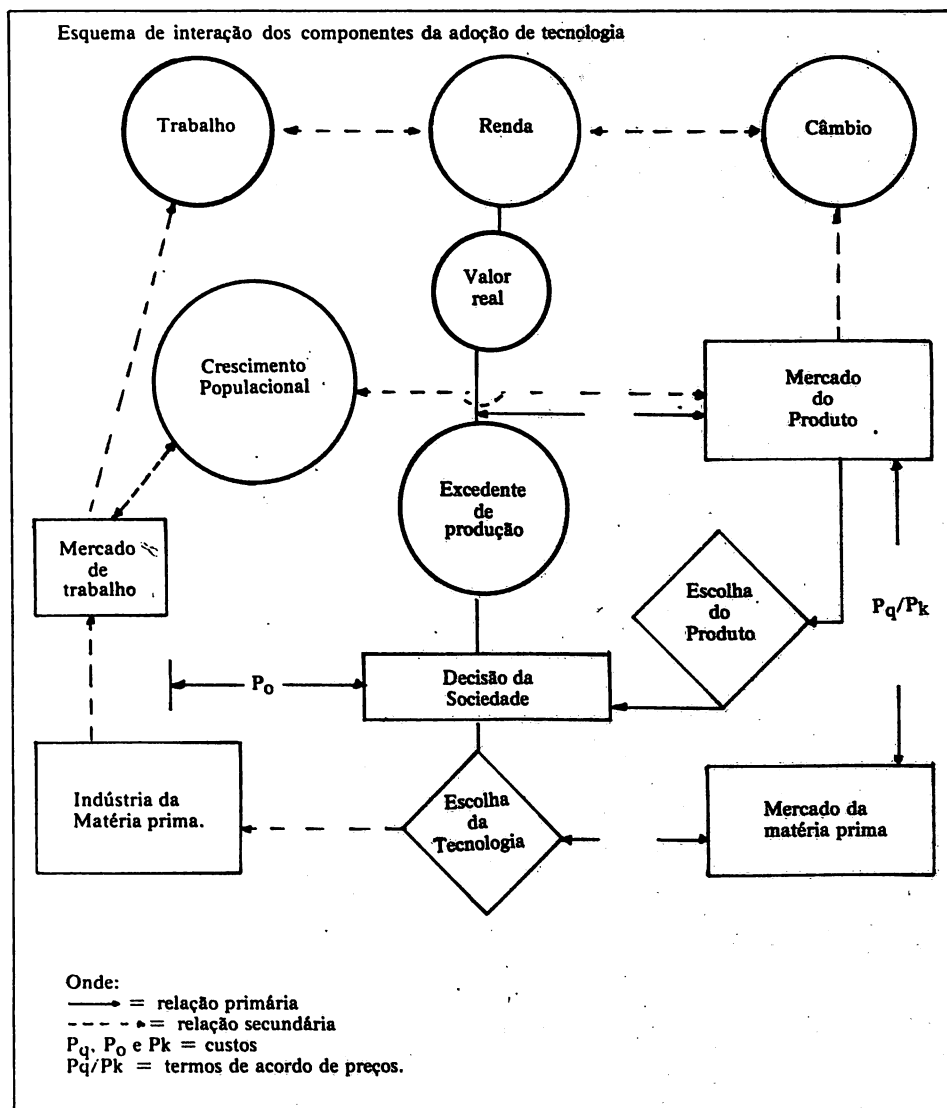 Esquema de interação dos componentes da adoção de tecnologia
Trabalho
Renda
Câmbio
Valor
real
Crescimento
Populacional
Mercado
do
Produto
Excedente
de
produção
Mercado
de
trabalho
Escolha
do
Produto
Pq/Pk
Po
Decisão da
Sociedade
Indústria da
Matéria prima.
Escolha
da
Tecnologia
Mercado da
matéria prima
Onde:
= relação primária
= relação secundária
Pq, Po e Pk = custos
Pq/Pk = termos de acordo de preços.